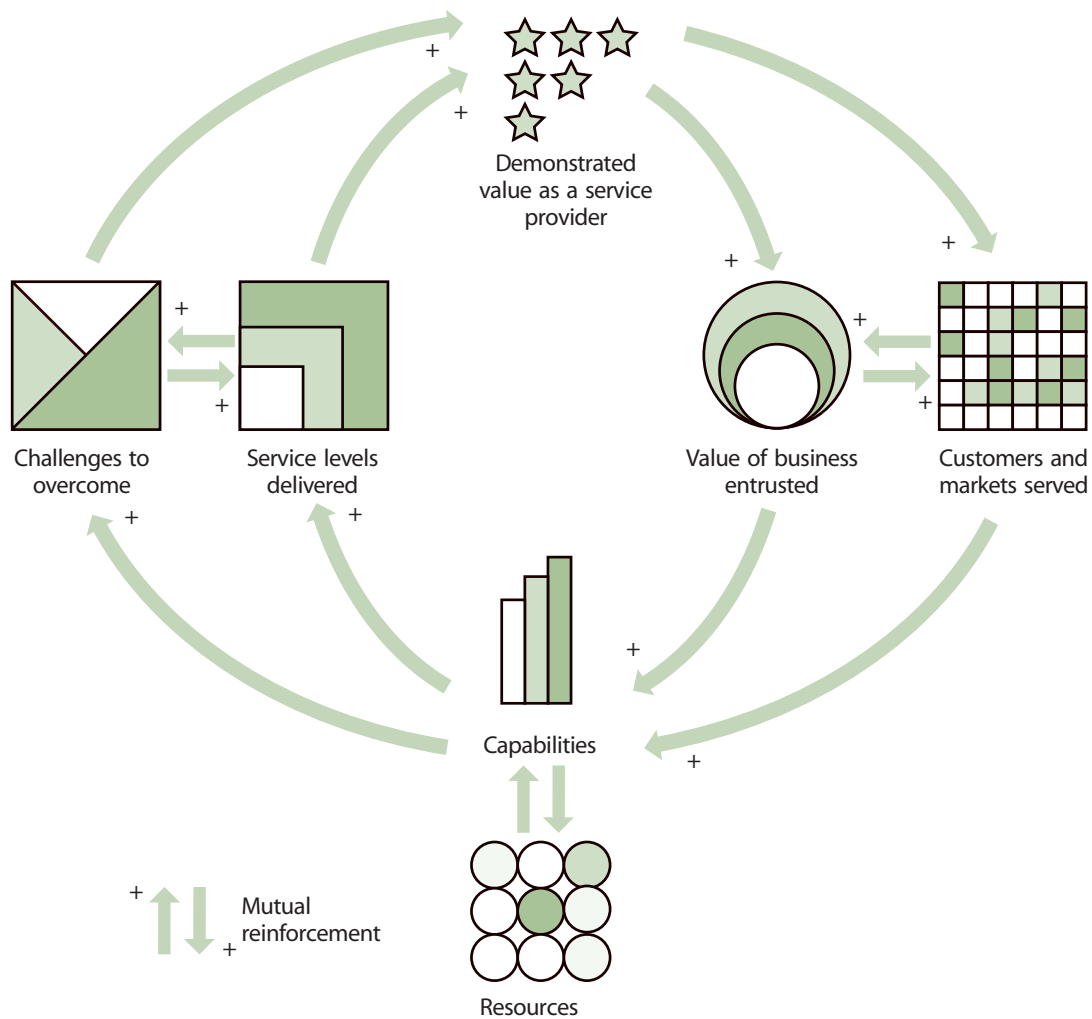 +
+
Demonstrated
value as a service
provider
+
+
+
+
+
+
Challenges to
overcome
Service levels
delivered
Value of business
entrusted
Customers and
markets served
+
+
+
Capabilities
+
+
Mutual
reinforcement
+
Resources